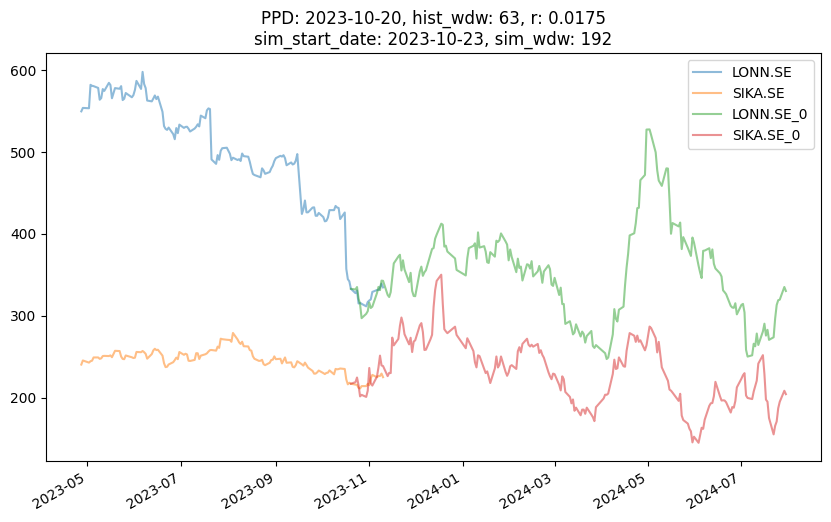 PPD: 2023-10-20, hist_wdw: 63, r: 0.0175
sim_start_date: 2023-10-23, sim_wdw: 192
LONN.SE
SIKA.SE
LONN.SE_0
SIKA.SE_0
600
500
400
300
200
2023-05
2023-07
2023-09
2023-11
2024-01
2024-03
2024-05
2024-07